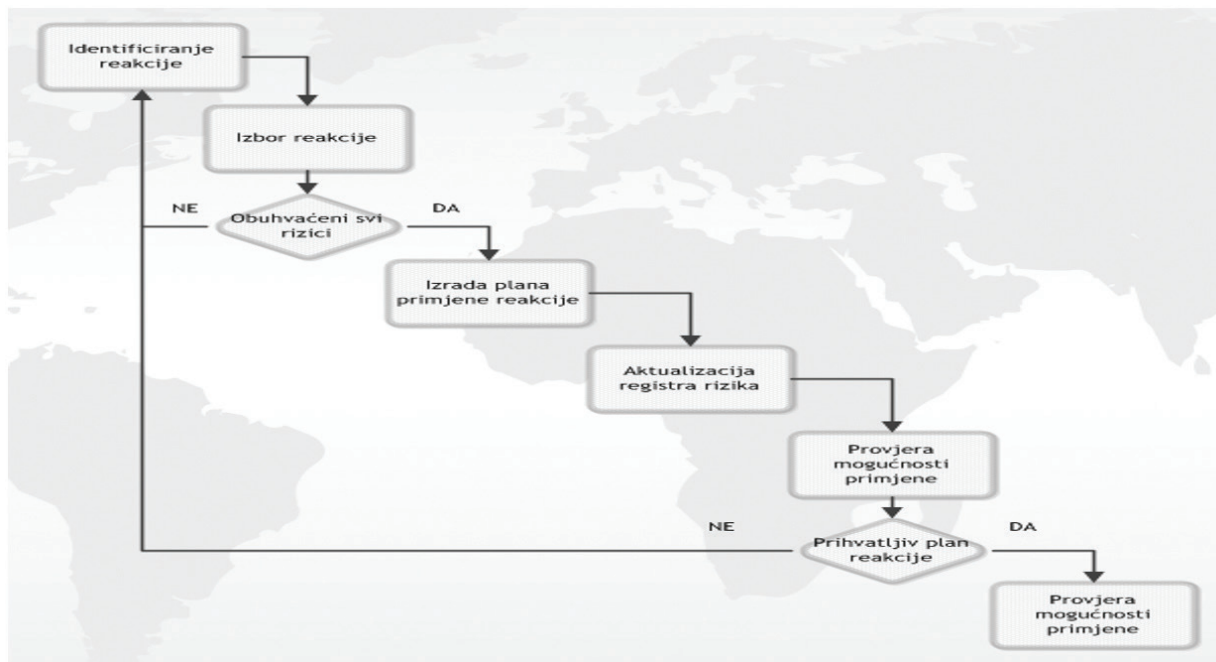 Identificiranje
reakcije
Izbor reakcije
NE
DA
Obuhvaćeni svi
rizici
Izrada plana
primjene reakcije
Aktualizacija
registra rizika
Provjera
mogućnosti
primjene
NE
DA
Prihvatljiv plan
reakcije
Provjera
mogućnosti
primjene